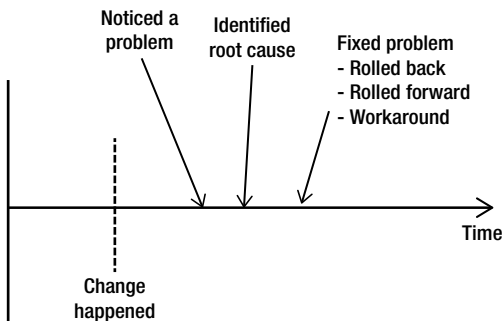 Noticed a
problem
Identified
root cause
Fixed problem
- Rolled back
- Rolled forward
- Workaround
Time
Change
happened